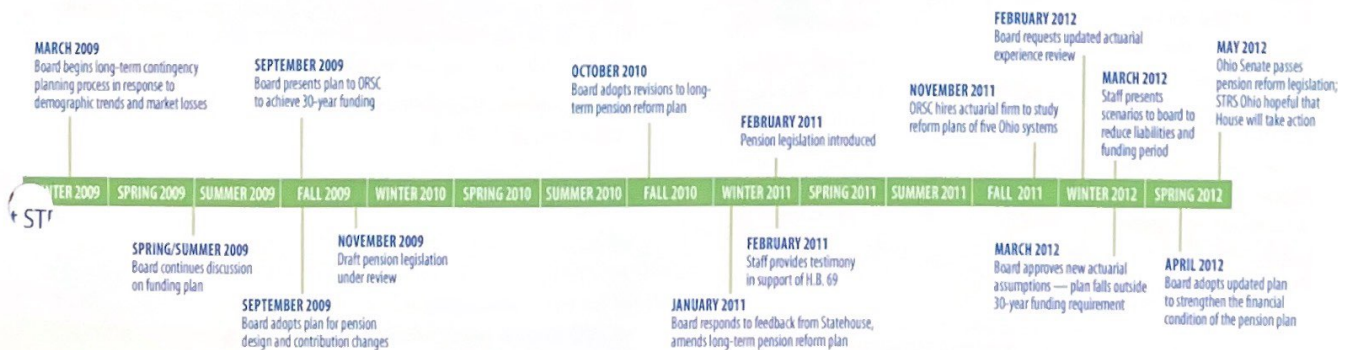 MARCH 2009
Board begins long-term contingency
planning process in response to
demographic trends and market losses
SEPTEMBER 2009
Board presents plan to ORSC
to achieve 30-year funding
OCTOBER 2010
Board adopts revisions to long-
term pension reform plan
FEBRUARY 2011
Pension legislation introduced
NOVEMBER 2011
ORSC hires actuarial firm to study
reform plans of five Ohio systems
FEBRUARY 2012
Board requests updated actuarial
experience review
MARCH 2012
Staff presents
scenarios to board to
reduce liabilities and
funding period
MAY 2012
Ohio Senate passes
pension reform legislation;
STRS Ohio hopeful that
House will take action
TER 2009 SPRING 2009 SUMMER 2009 FALL 2009 WINTER 2010 SPRING 2010 SUMMER 2010 FALL 2010 WINTER 2011 SPRING 2011 SUMMER 2011 FALL 2011 WINTER 2012 SPRING 2012
SPRING/SUMMER 2009
Board continues discussion
on funding plan
SEPTEMBER 2009
Board adopts plan for pension
design and contribution changes
NOVEMBER 2009
Draft pension legislation
under review
JANUARY 2011
Board responds to feedback from Statehouse,
amends long-term pension reform plan
FEBRUARY 2011
Staff provides testimony
in support of H.B. 69
MARCH 2012
Board approves new actuarial
assumptions — plan falls outside
30-year funding requirement
APRIL 2012
Board adopts updated plan
to strengthen the financial
condition of the pension plan